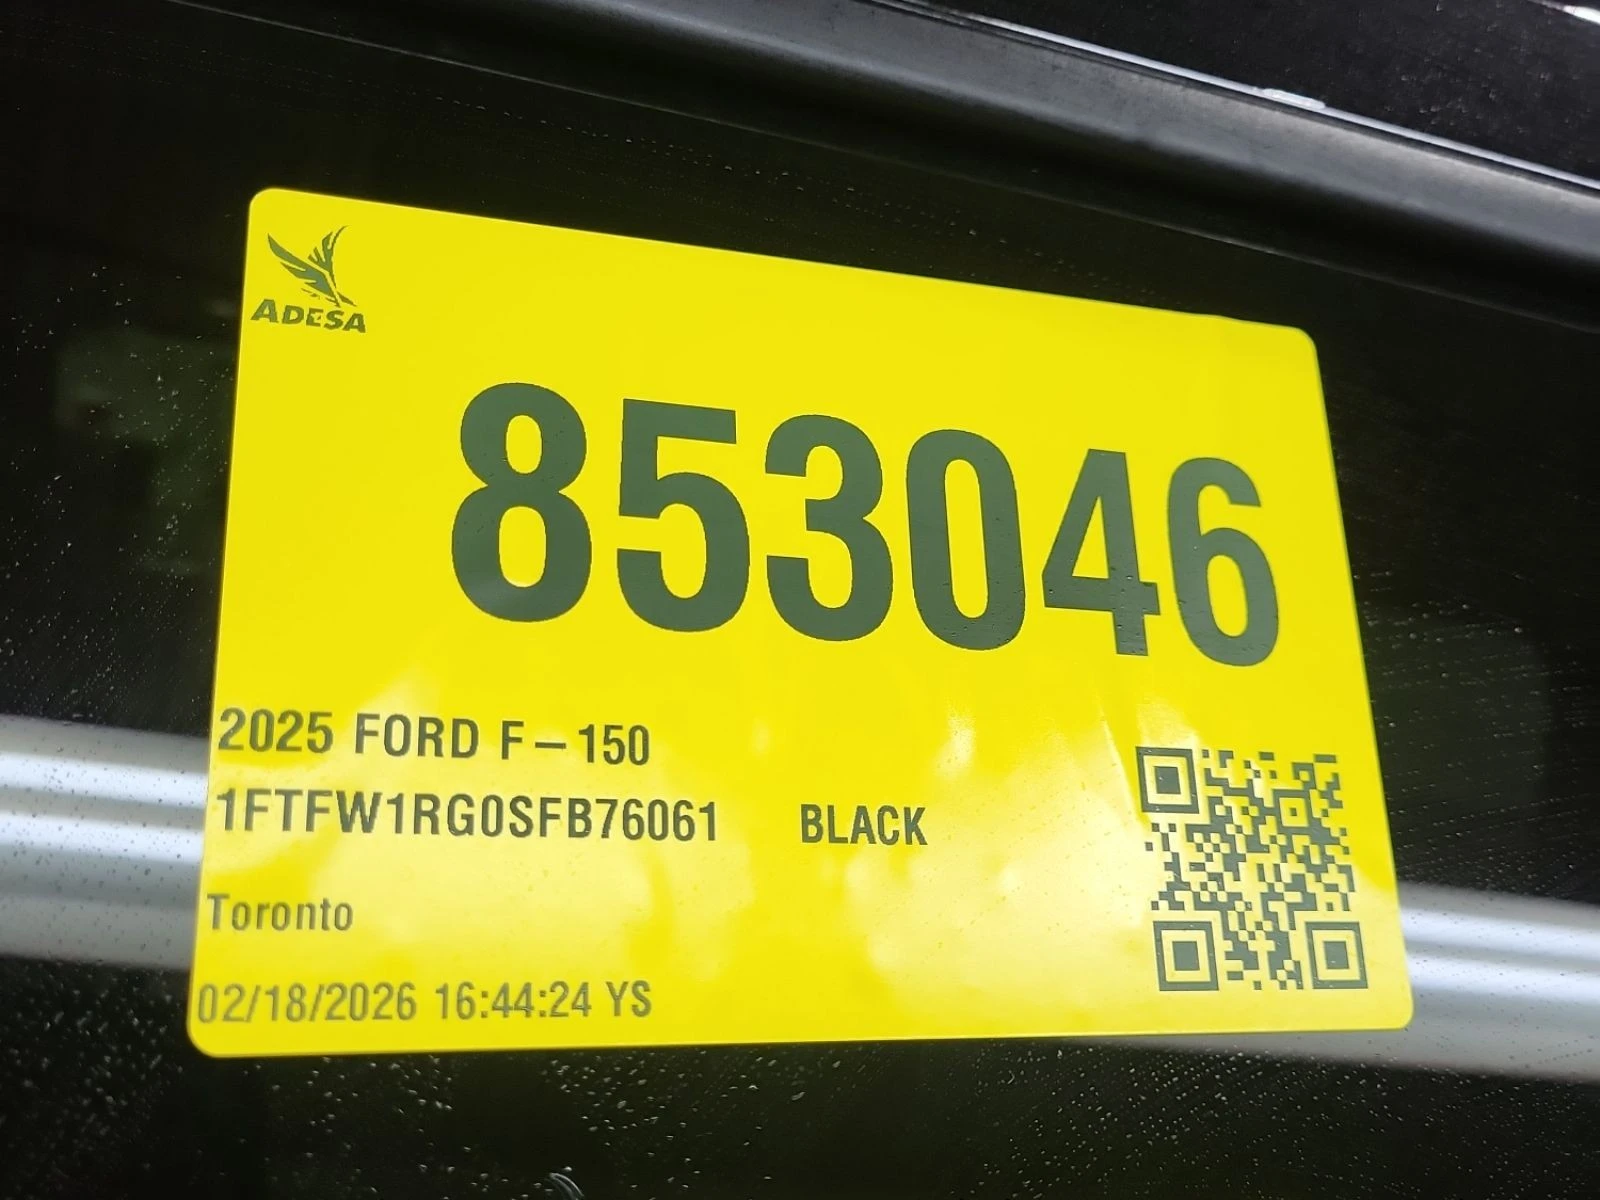 ADESA
853046
2025 FORD F-150
1FTFW1RG0SFB76061 BLACK
Toronto
02/18/2026 16:44:24 YS